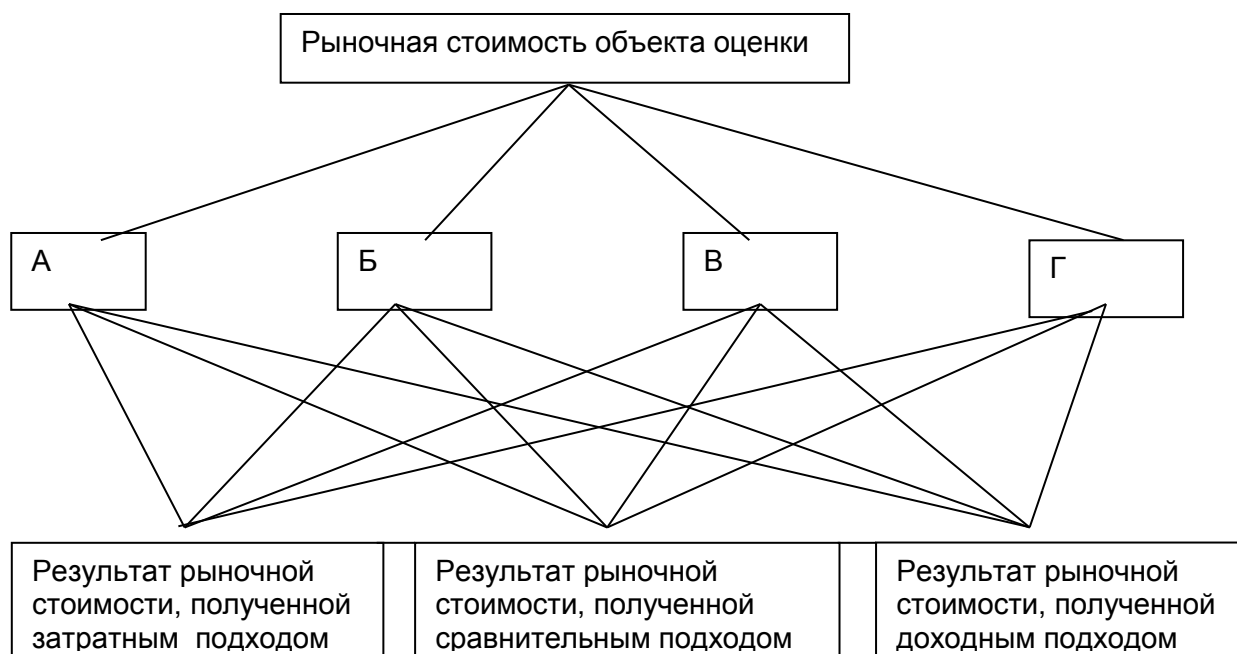 Рыночная стоимость объекта оценки
А
Б
В
Г
Результат рыночной
стоимости, полученной
затратным подходом
Результат рыночной
стоимости, полученной
сравнительным подходом
Результат рыночной
стоимости, полученной
доходным подходом